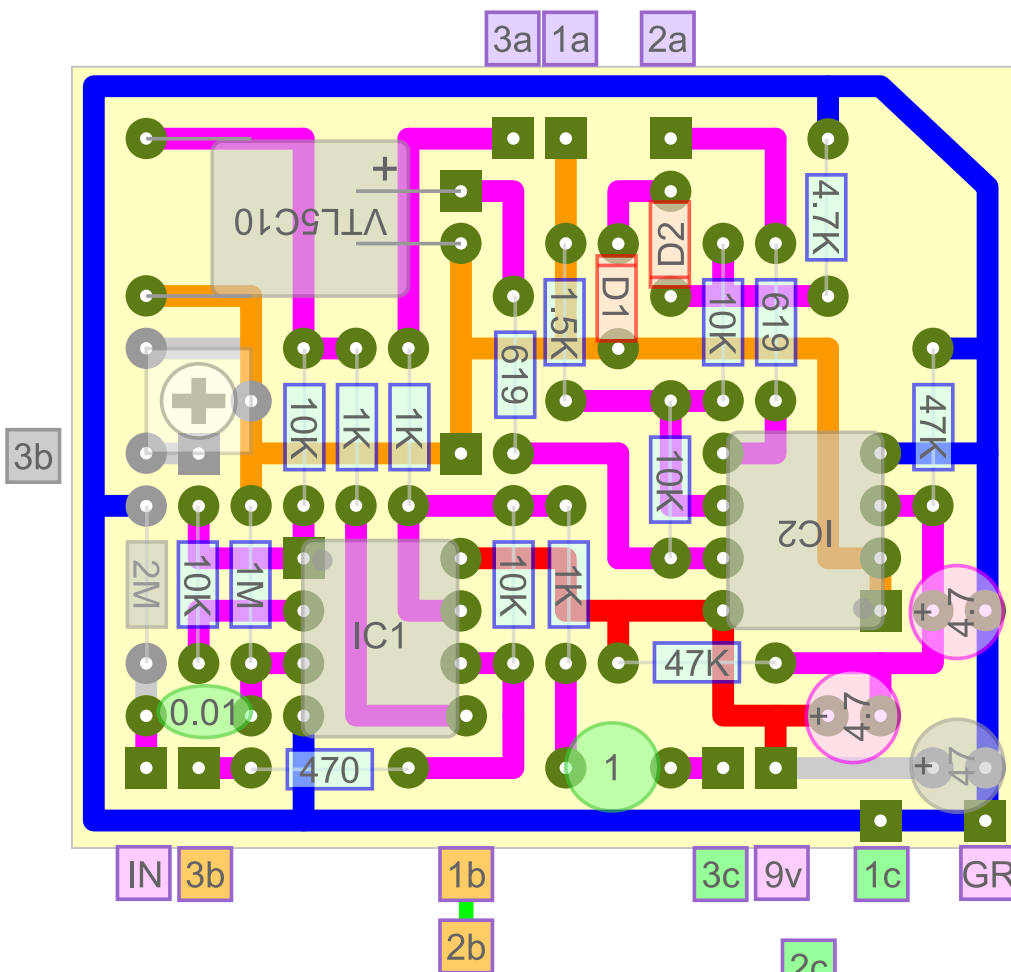 3a 1a 2a
+
VTL5C10
4.7K
D2
D1
1.5K
10K
619
619
10K
1K
1K
47K
3b
10K
IC2
2M
10K
1M
IC1
10K
1K
+ 4.7
47K
0.01
+ 4.7
470
1
+ 47
IN 3b 1b 3c 9v 1c GR
2b
2c